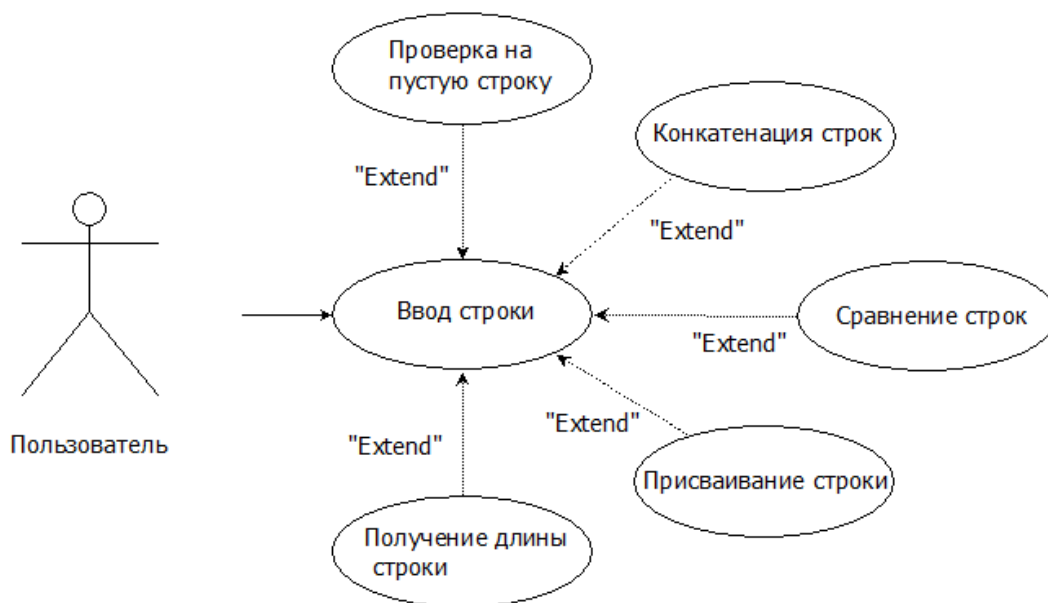 Проверка на
пустую строку
Конкатенация строк
"Extend"
"Extend"
Ввод строки
Сравнение строк
"Extend"
"Extend"
Пользователь
"Extend"
Присваивание строки
Получение длины
строки